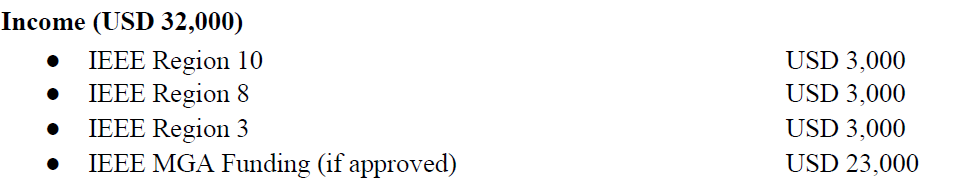 Income (USD 32,000)
● IEEE Region 10 USD 3,000
● IEEE Region 8 USD 3,000
● IEEE Region 3 USD 3,000
● IEEE MGA Funding (if approved) USD 23,000